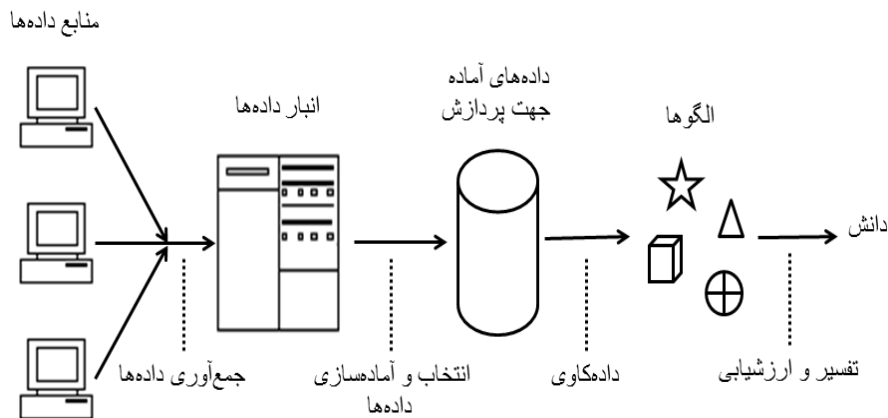 منابع داده‌ها
انبار داده‌ها
داده‌های آماده
جهت پردازش
الگوها
دانش
جمع‌آوری داده‌ها
انتخاب و آماده‌سازی
داده‌ها
داده‌کاوی
تفسیر و ارزشیابی